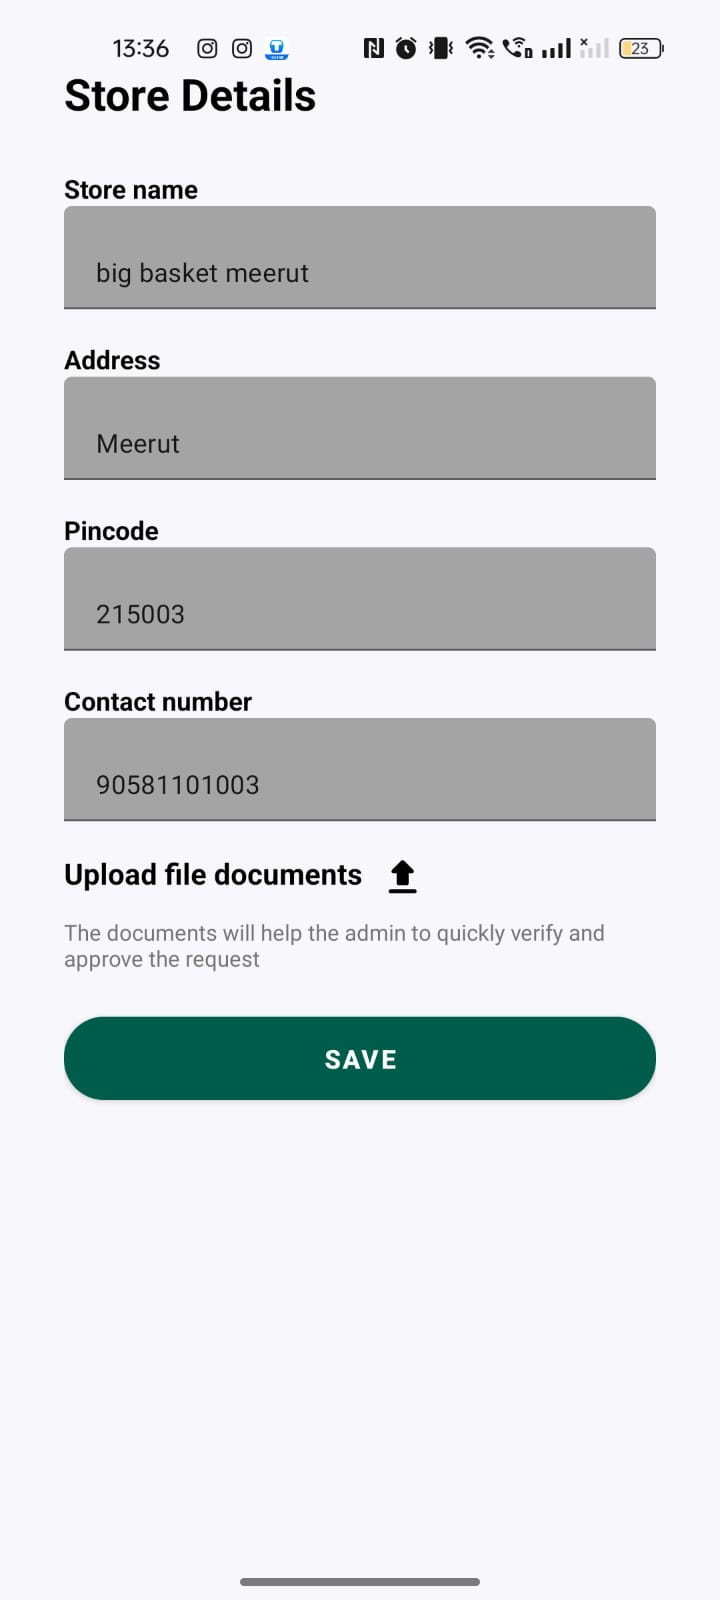 13:36
23
Store Details
Store name
big basket meerut
Address
Meerut
Pincode
215003
Contact number
90581101003
Upload file documents
The documents will help the admin to quickly verify and
approve the request
SAVE